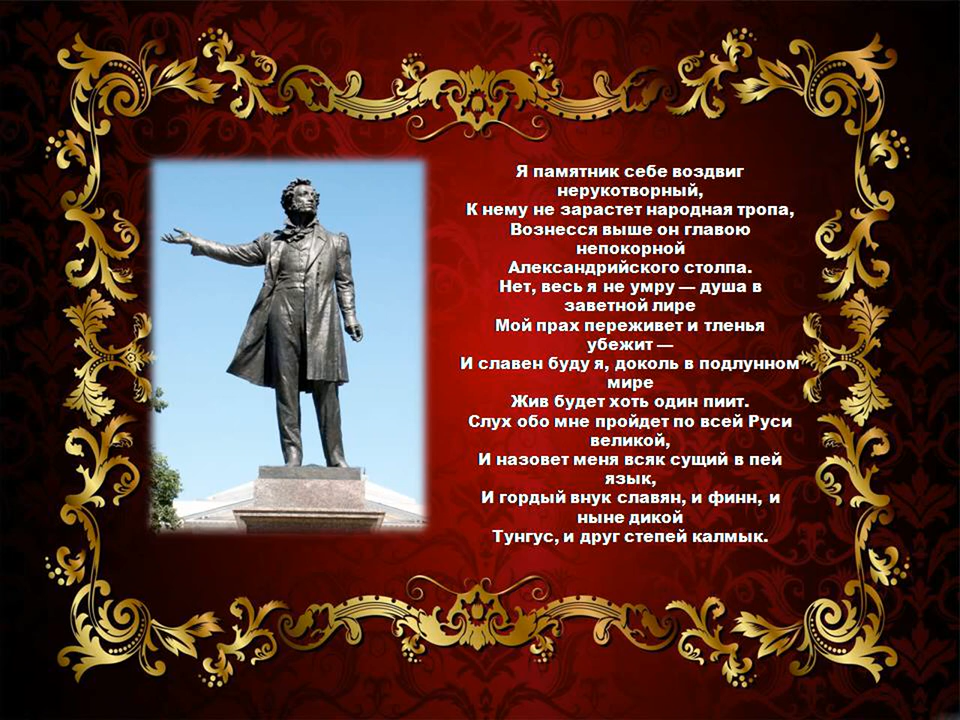 Я памятник себе воздвиг
нерукотворный,
К нему не зарастет народная тропа,
Вознесся выше он главою
непокорной
Александрийского столпа.
Нет, весь я не умру — душа в
заветной лире
Мой прах переживет и тленья
убежит —
И славен буду я, доколь в подлунном
мире
Жив будет хоть один пиит.
Слух обо мне пройдет по всей Руси
великой,
И назовет меня всяк сущий в пей
язык,
И гордый внук славян, и финн, и
ныне дикой
Тунгус, и друг степей калмык.